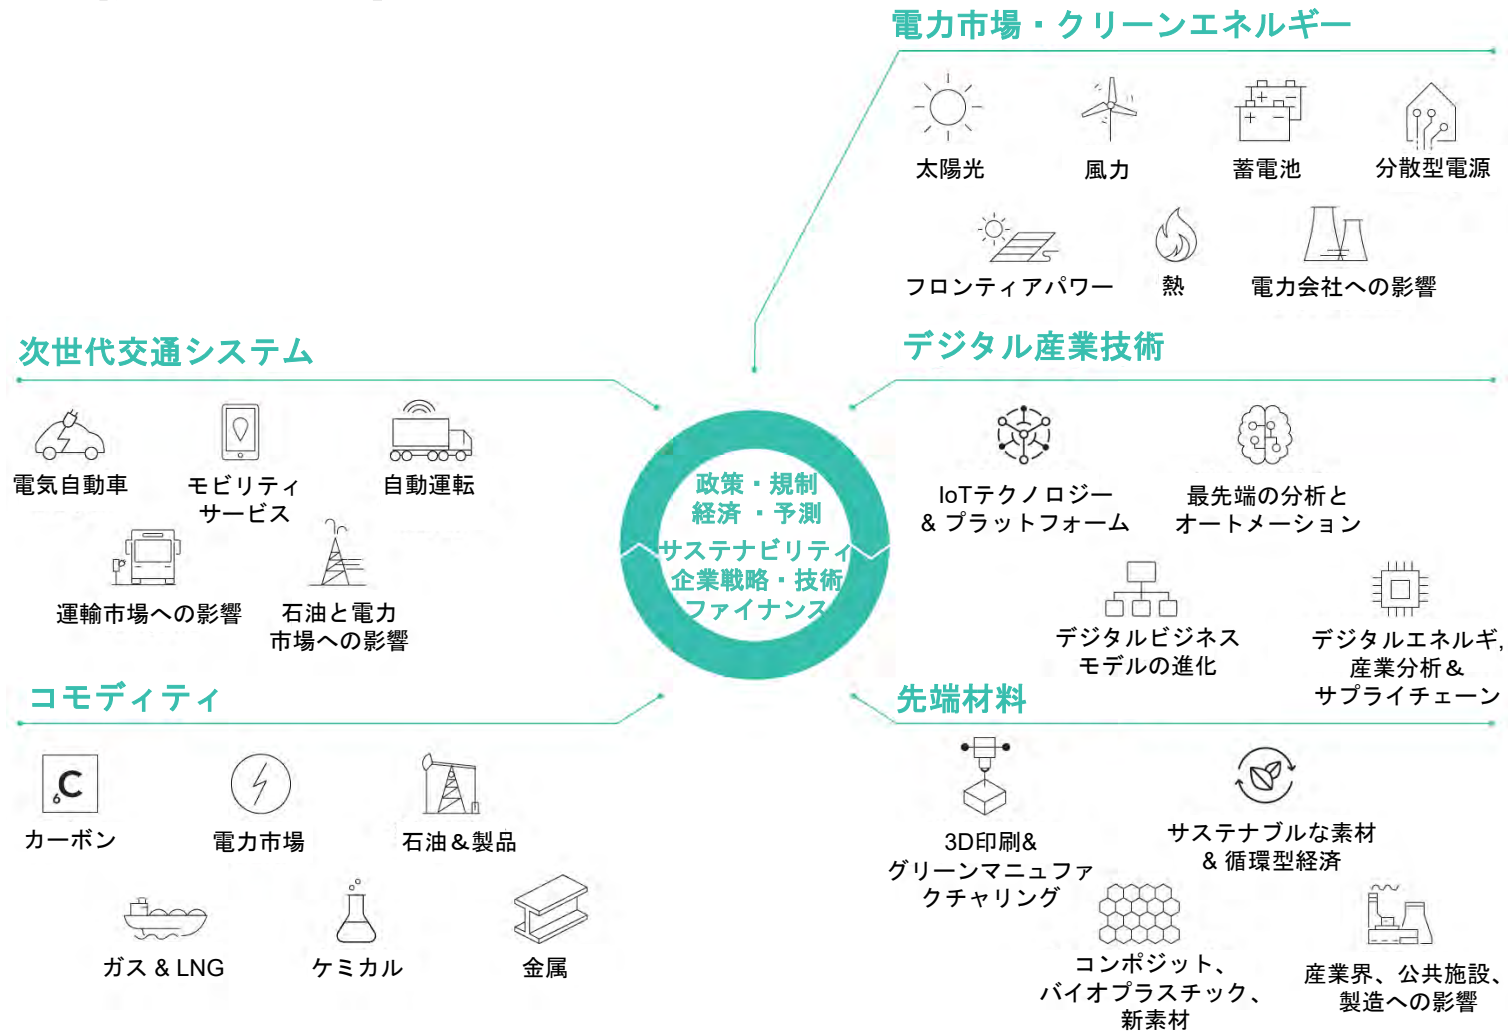 電力市場・クリーンエネルギー
太陽光
風力
蓄電池
分散型電源
フロンティアパワー
熱
電力会社への影響
次世代交通システム
電気自動車
モビリティ
サービス
自動運転
運輸市場への影響
石油と電力
市場への影響
デジタル産業技術
IoTテクノロジー
& プラットフォーム
最先端の分析と
オートメーション
デジタルビジネス
モデルの進化
デジタルエネルギ,
産業分析＆
サプライチェーン
政策・規制
経済・予測
サステナビリティ
企業戦略・技術
ファイナンス
コモディティ
6
C
カーボン
電力市場
石油＆製品
ガス & LNG
ケミカル
金属
先端材料
3D印刷&
グリーンマニュファ
クチャリング
サステナブルな素材
& 循環型経済
コンポジット、
バイオプラスチック、
新素材
産業界、公共施設、
製造への影響